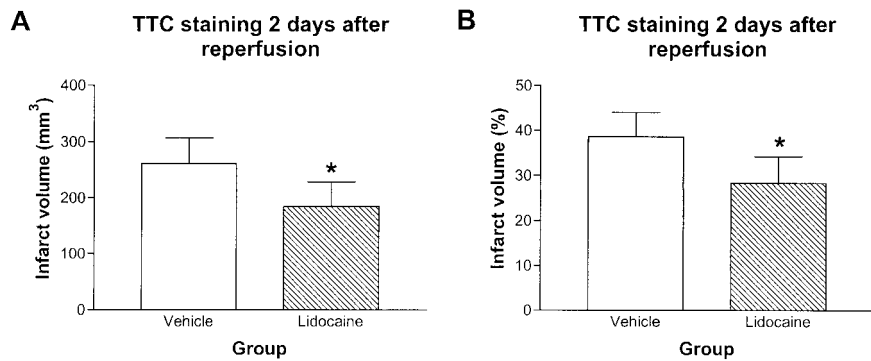 A
TTC staining 2 days after
reperfusion
400
300
200
100
0
Infarct volume (mm3)
*
Vehicle
Lidocaine
Group
B
TTC staining 2 days after
reperfusion
50
40
30
20
10
0
Infarct volume (%)
*
Vehicle
Lidocaine
Group